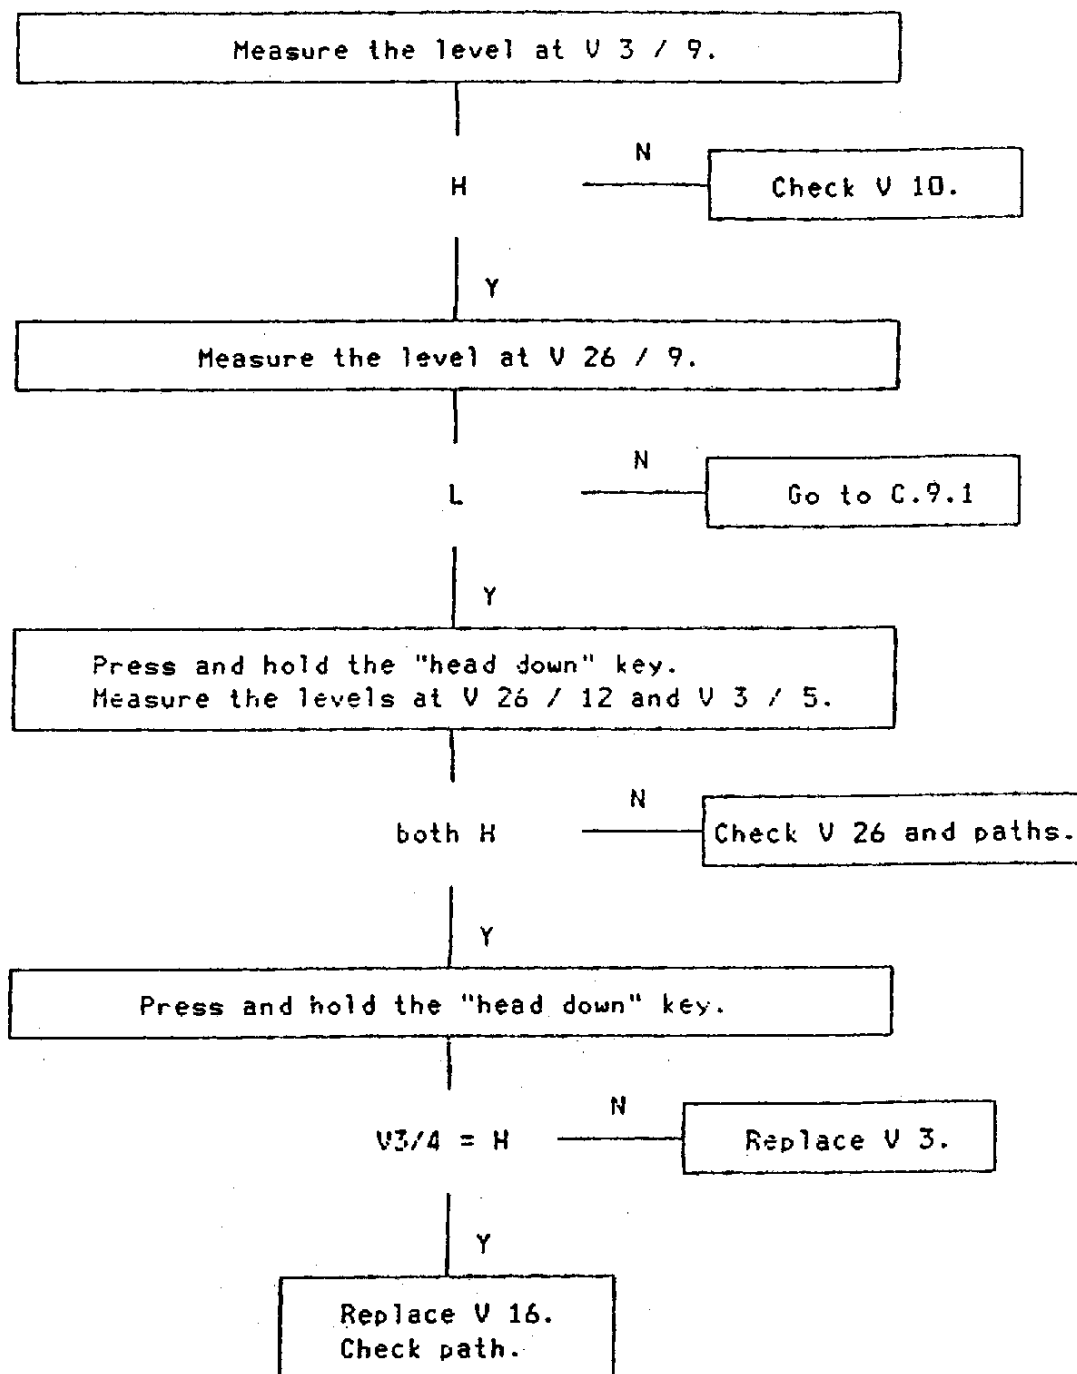 Measure the level at V 3 / 9.
N
H
Check V 10.
Y
Measure the level at V 26 / 9.
N
L
Go to C.9.1
Y
Press and hold the "head down" key.
Measure the levels at V 26 / 12 and V 3 / 5.
N
both H
Check V 26 and paths.
Y
Press and hold the "head down" key.
N
V3/4 = H
Replace V 3.
Y
Replace V 16.
Check path.